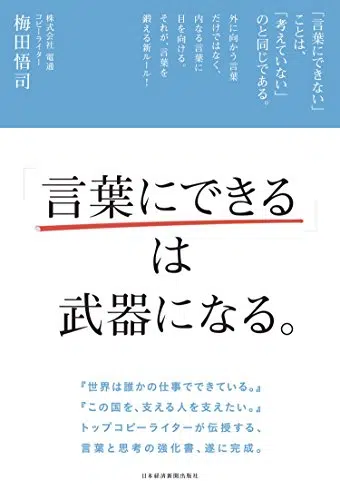 「言葉にできない」
ことは、
「考えていない」
のと同じである。
外に向かう言葉
だけではなく、
内なる言葉に
目を向ける。
それが、言葉を
鍛える新ルール！
株式会社 電通
コピーライター
梅田悟司
「言葉にできる」
は
武器になる。
『世界は誰かの仕事でできている。』
『この国を、支える人を支えたい。』
トップコピーライターが伝授する、
言葉と思考の強化書、遂に完成。
日本経済新聞出版社